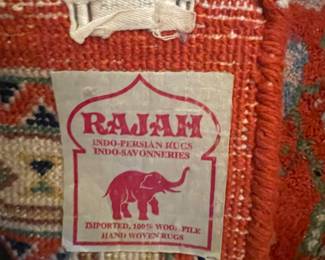 RAJAH
INDO-PERSIAN RUGS
INDO-SAVONNERIES
IMPORTED, 100% WOOL PILE
HAND WOVEN RUGS